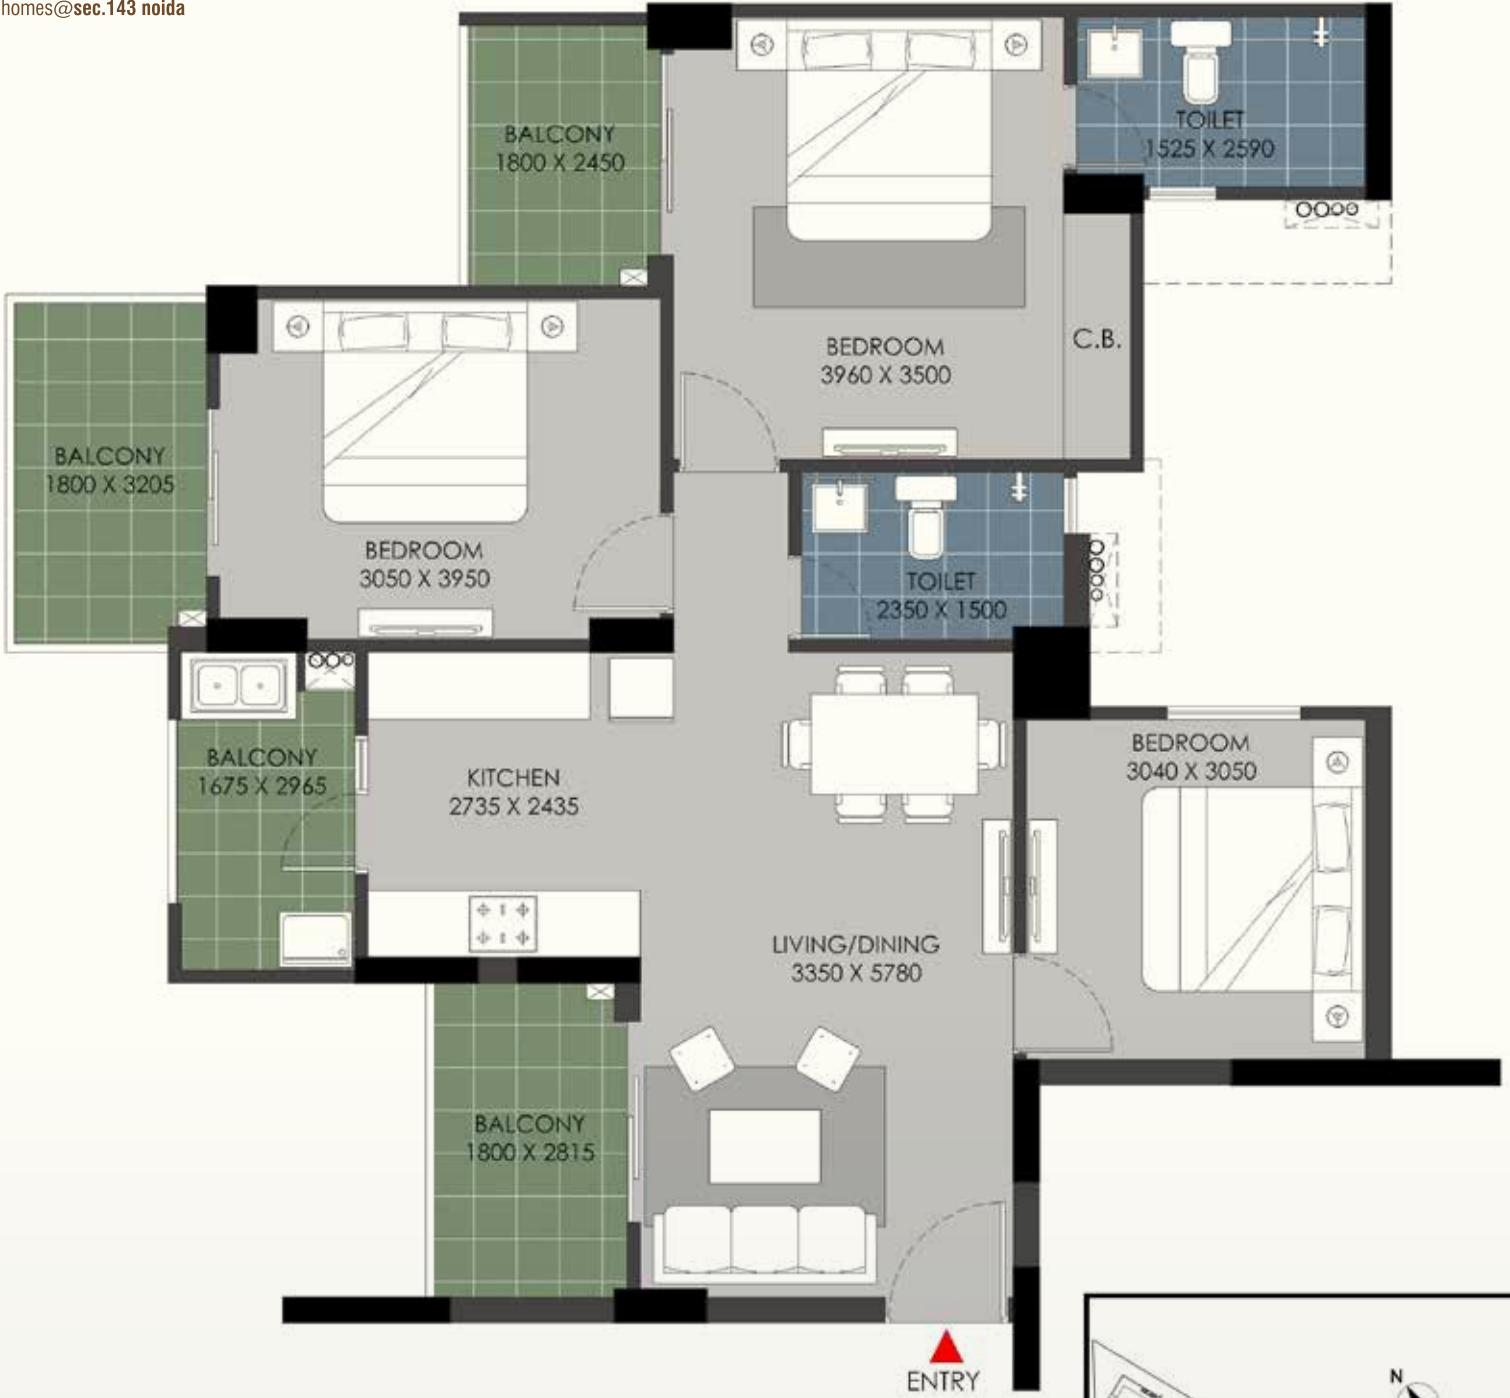 homes@sec.143 noida
BALCONY
1800 X 2450
TOILET
1525 X 2590
BEDROOM
3960 X 3500
C.B.
BALCONY
1800 X 3205
BEDROOM
3050 X 3950
TOILET
2350 X 1500
BALCONY
1675 X 2965
KITCHEN
2735 X 2435
BEDROOM
3040 X 3050
LIVING/DINING
3350 X 5780
BALCONY
1800 X 2815
ENTRY
N